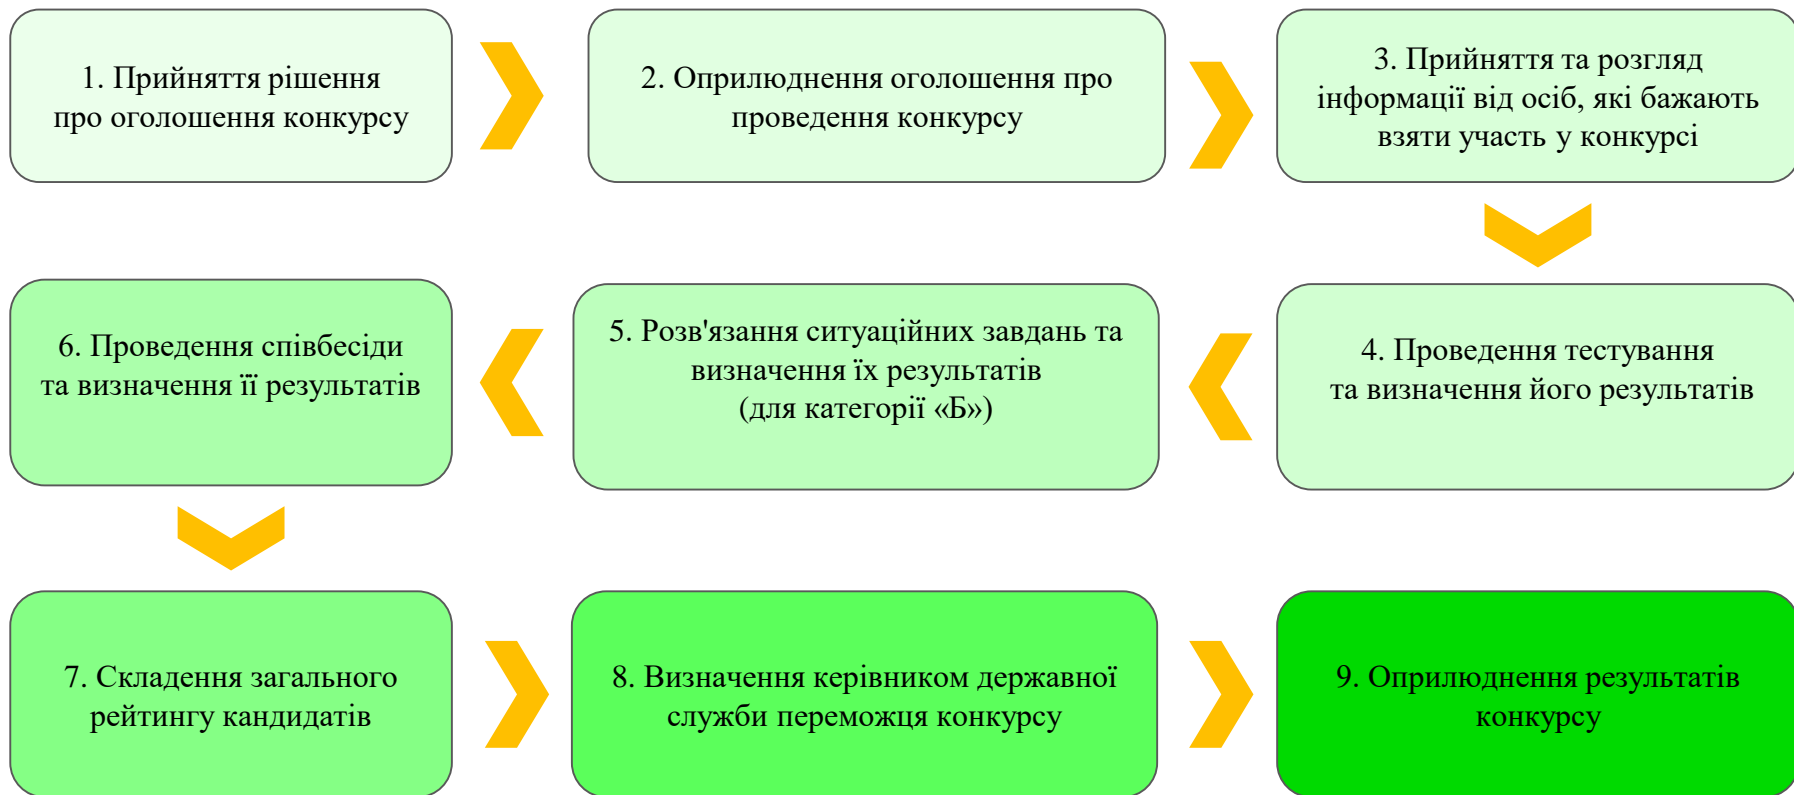 1. Прийняття рішення
про оголошення конкурсу
2. Оприлюднення оголошення про
проведення конкурсу
3. Прийняття та розгляд
інформації від осіб, які бажають
взяти участь у конкурсі
4. Проведення тестування
та визначення його результатів
5. Розв'язання ситуаційних завдань та
визначення їх результатів
(для категорії «Б»)
6. Проведення співбесіди
та визначення її результатів
7. Складення загального
рейтингу кандидатів
8. Визначення керівником державної
служби переможця конкурсу
9. Оприлюднення результатів
конкурсу